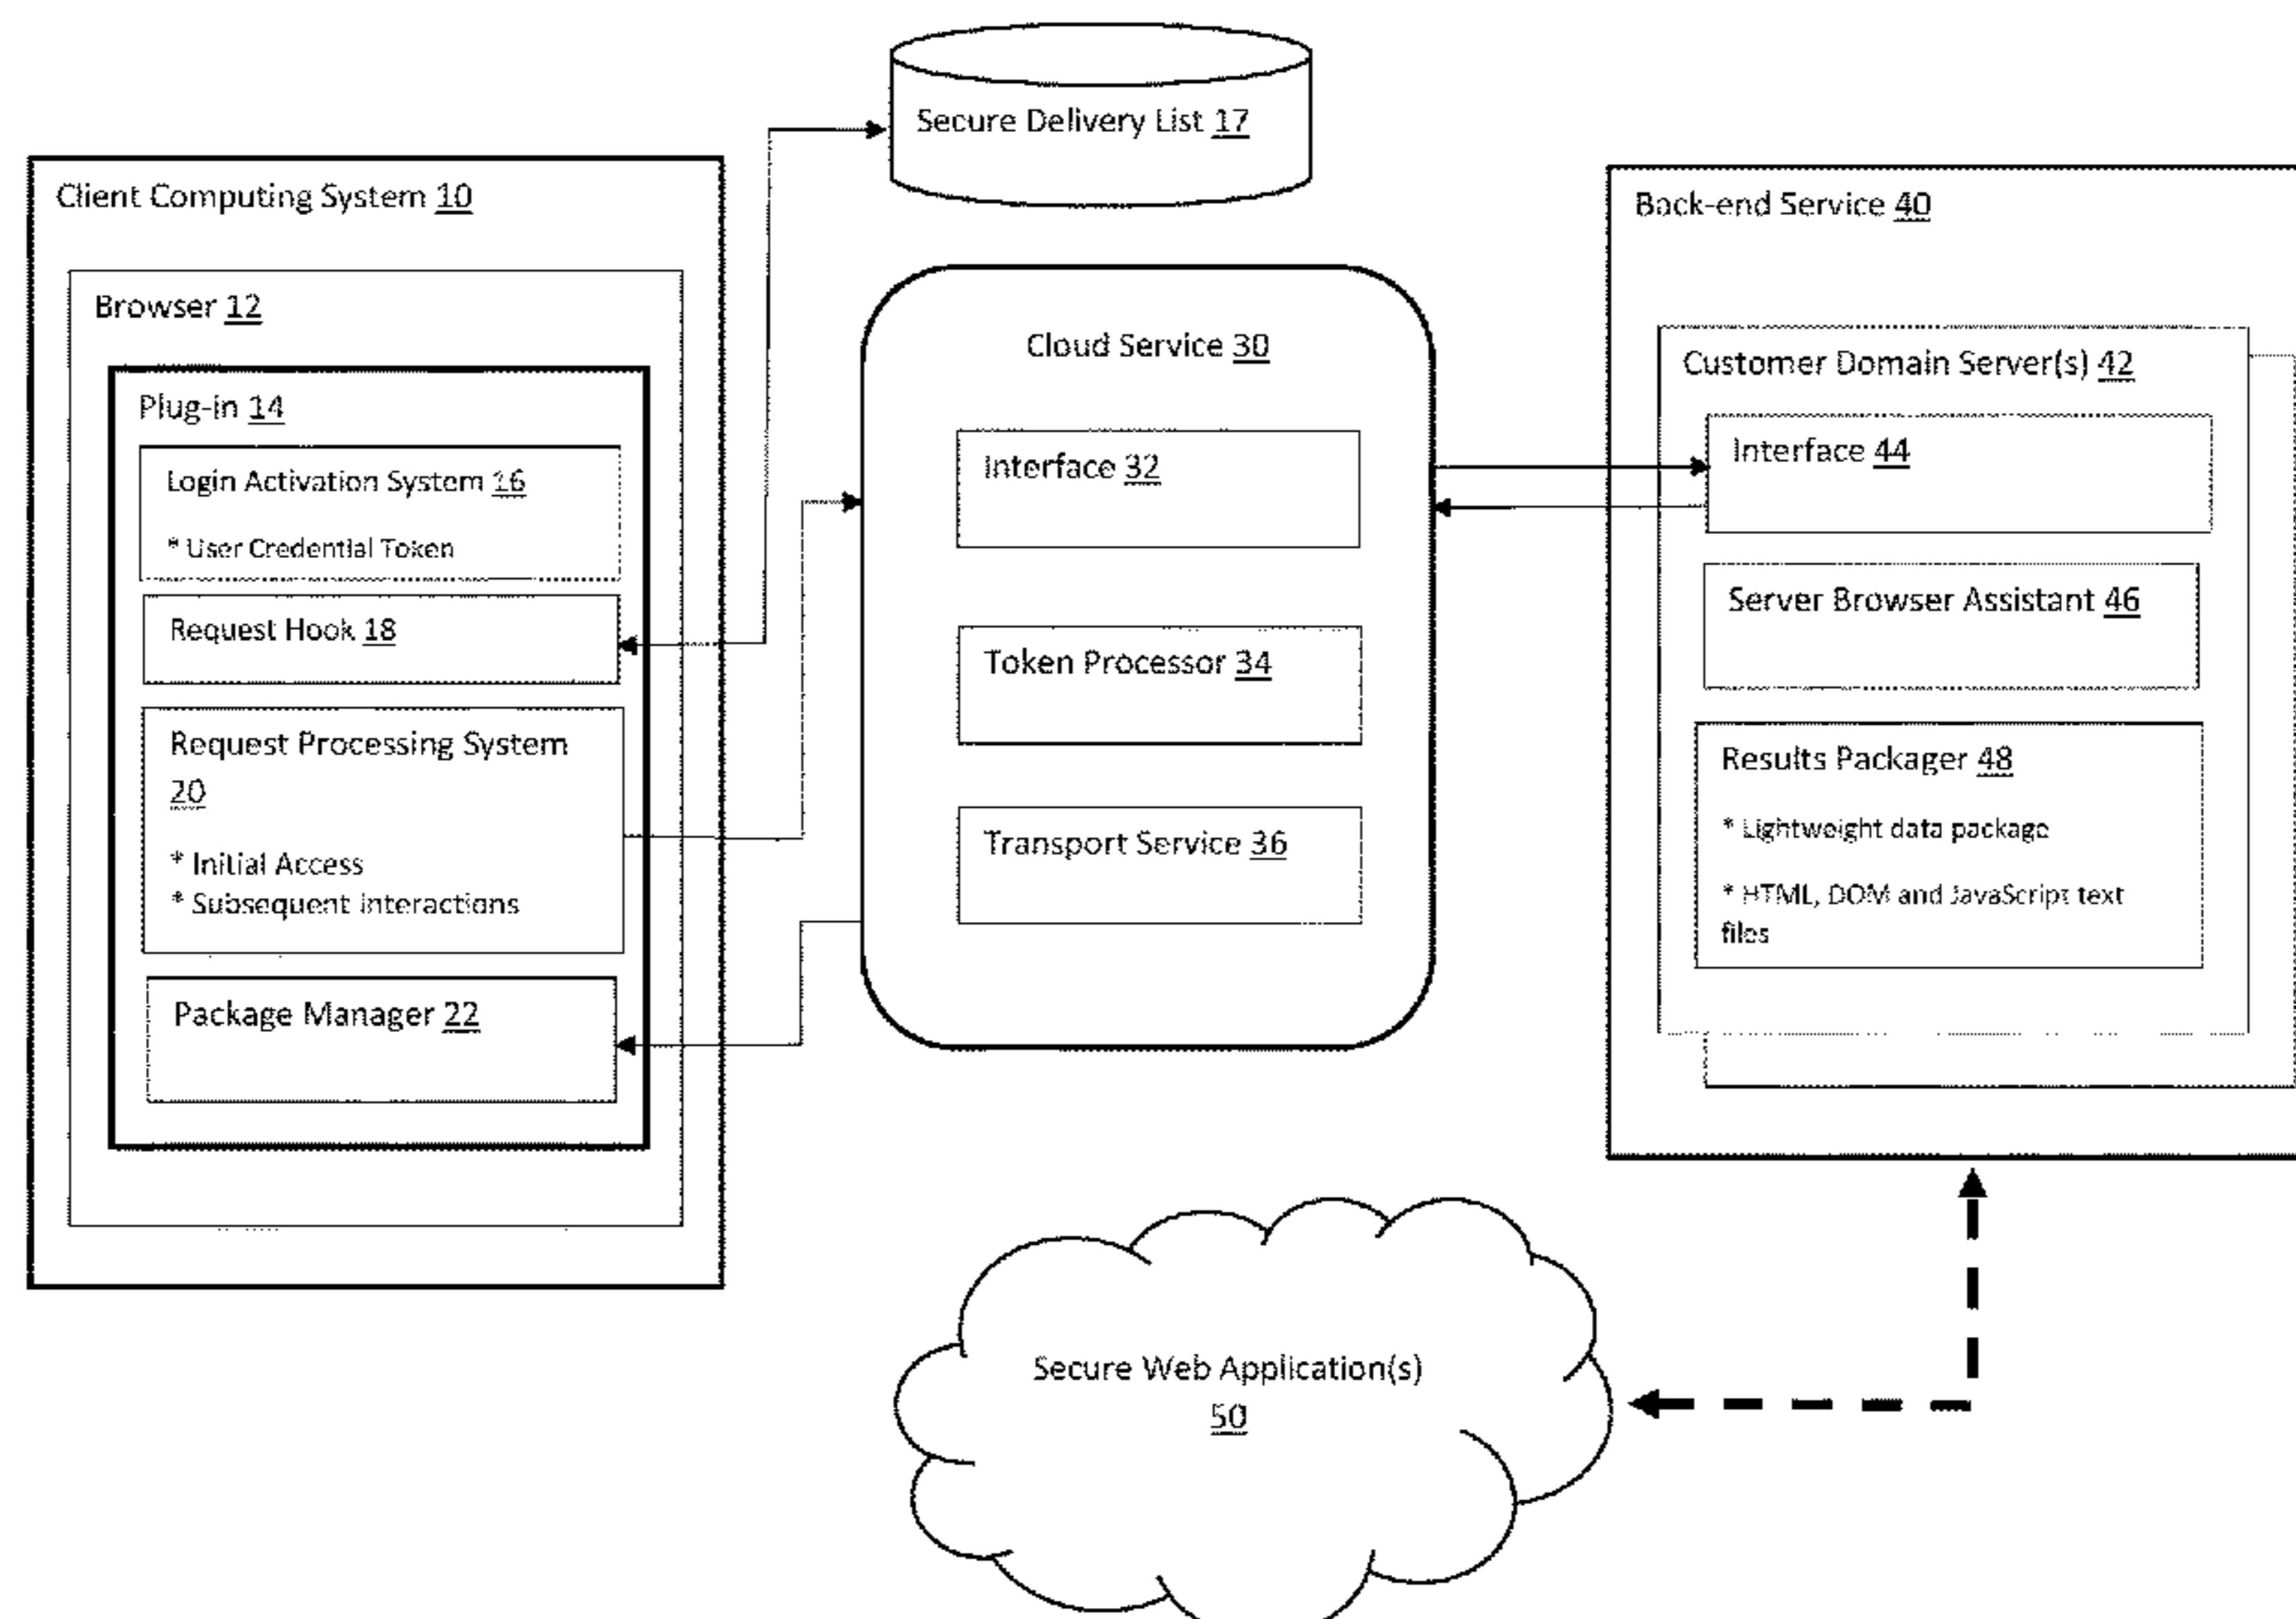 Secure Delivery List 17
Client Computing System 10
Browser 12
Plug-in 14
Login Activation System 16
* User Credential Token
Request Hook 18
Request Processing System
20
* Initial Access
* Subsequent Interactions
Package Manager 22
Cloud Service 30
Interface 32
Token Processor 34
Transport Service 36
Back-end Service 40
Customer Domain Server(s) 42
Interface 44
Server Browser Assistant 46
Results Packager 48
* Lightweight data package
* HTML, DOM and JavaScript text
files
Secure Web Application(s)
50